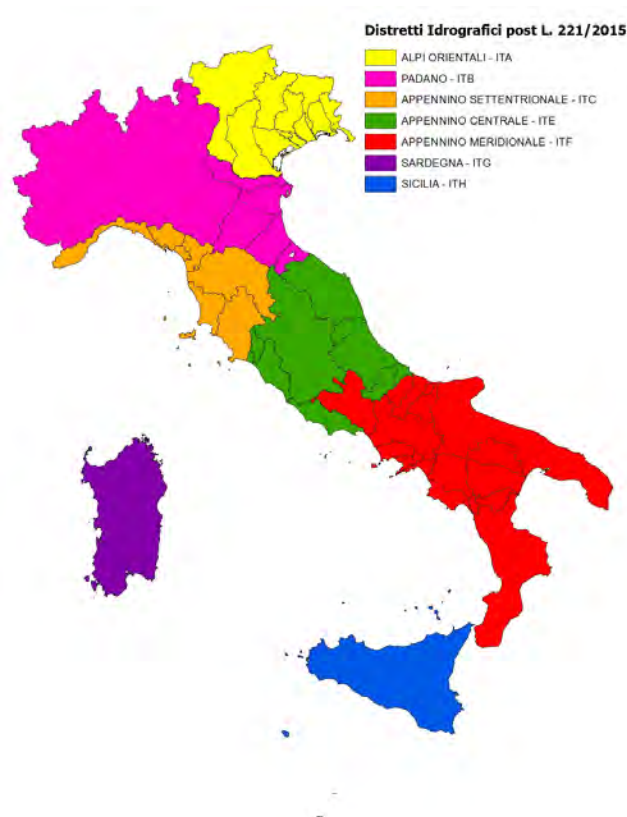 Distretti Idrografici post L. 221/2015
ALPI ORIENTALI - ITA
PADANO - ITB
APPENNINO SETTENTRIONALE - ITC
APPENNINO CENTRALE - ITE
APPENNINO MERIDIONALE - ITF
SARDEGNA - ITG
SICILIA - ITH